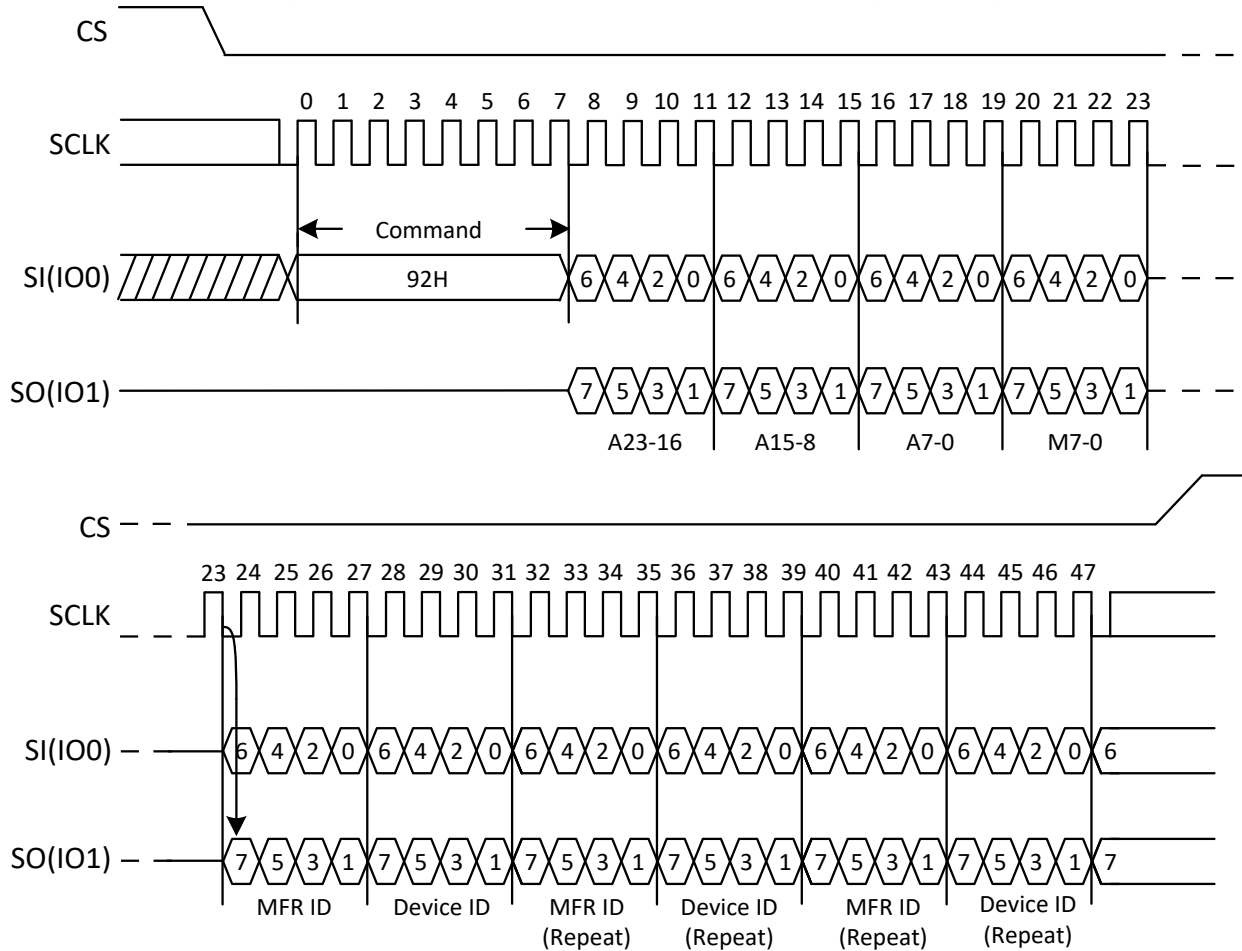 CS
0 1 2 3 4 5 6 7 8 9 10 11 12 13 14 15 16 17 18 19 20 21 22 23
SCLK
Command
SI(IO0) 92H 6 4 2 0 6 4 2 0 6 4 2 0 6 4 2 0
SO(IO1) 7 5 3 1 7 5 3 1 7 5 3 1 7 5 3 1
A23-16 A15-8 A7-0 M7-0
CS
23 24 25 26 27 28 29 30 31 32 33 34 35 36 37 38 39 40 41 42 43 44 45 46 47
SCLK
SI(IO0) 6 4 2 0 6 4 2 0 6 4 2 0 6 4 2 0 6 4 2 0 6 4 2 0 6
SO(IO1) 7 5 3 1 7 5 3 1 7 5 3 1 7 5 3 1 7 5 3 1 7 5 3 1 7
MFR ID Device ID MFR ID Device ID MFR ID Device ID
(Repeat) (Repeat) (Repeat) (Repeat)